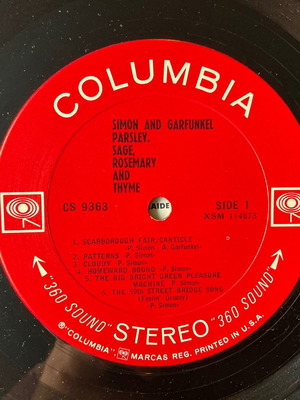 COLUMBIA
SIMON AND GARFUNKEL
PARSLEY,
SAGE,
ROSEMARY
AND
THYME
CS 9363
SIDE 1
XSM 114073
1. SCARBOROUGH FAIR/CANTICLE
-P. Simon- A. Garfunkel-
2. PATTERNS -P. Simon-
3. CLOUDY -P. Simon-
4. HOMEWARD BOUND -P. Simon-
5. THE BIG BRIGHT GREEN PLEASURE
MACHINE -P. Simon-
6. THE 59TH STREET BRIDGE SONG
(Feelin' Groovy)
-P. Simon-
"360 SOUND" STEREO "360 SOUND"
® "COLUMBIA", MARCAS REG. PRINTED IN U.S.A.